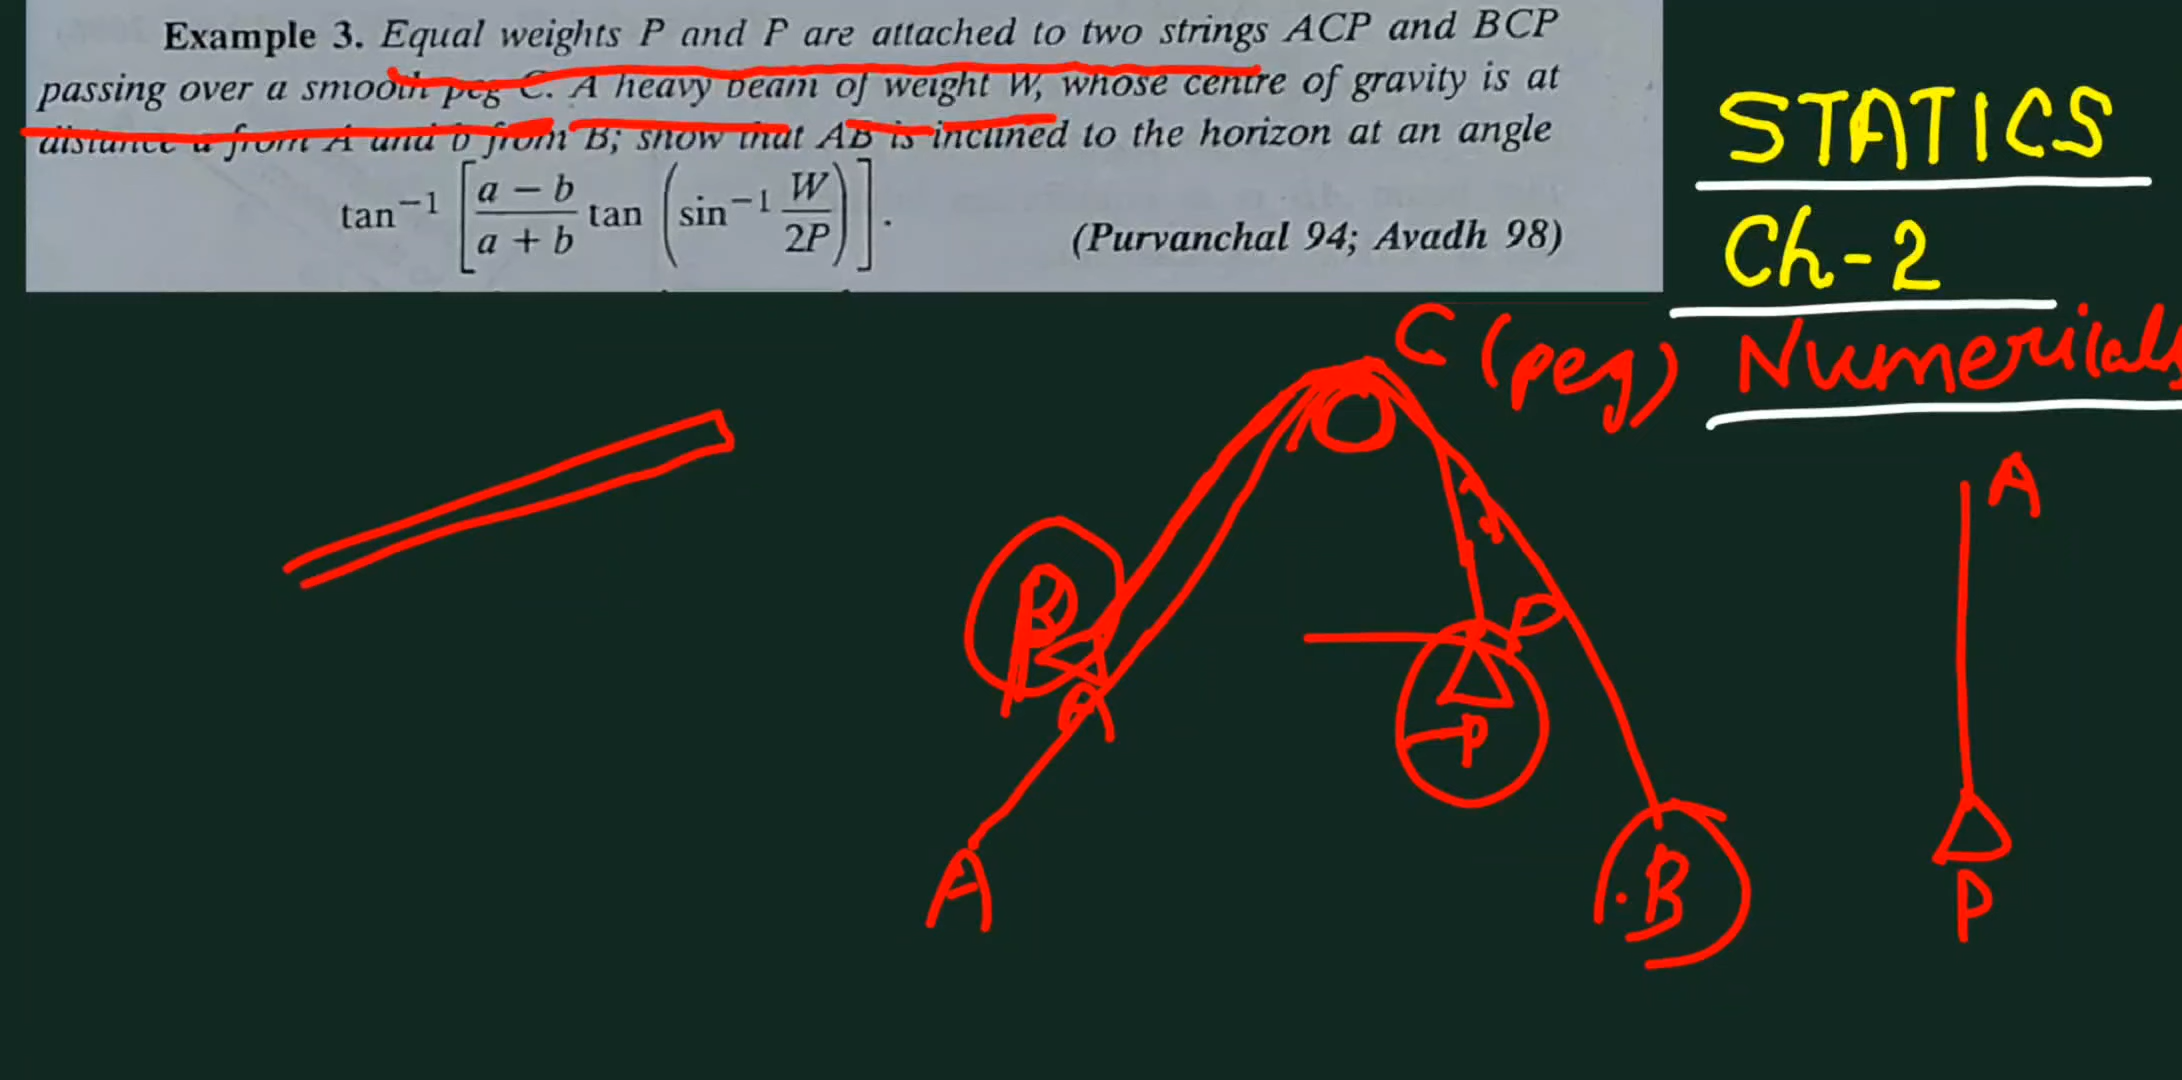 Example 3. Equal weights P and P are attached to two strings ACP and BCP
passing over a smooth peg C. A heavy beam of weight W, whose centre of gravity is at
distance a from A and b from B; show that AB is inclined to the horizon at an angle
tan⁻¹ [ (a − b)/(a + b) tan ( sin⁻¹ W/2P ) ].
(Purvanchal 94; Avadh 98)
STATICS
Ch-2
Numericals
C (peg)
A
P
P
B
A
P